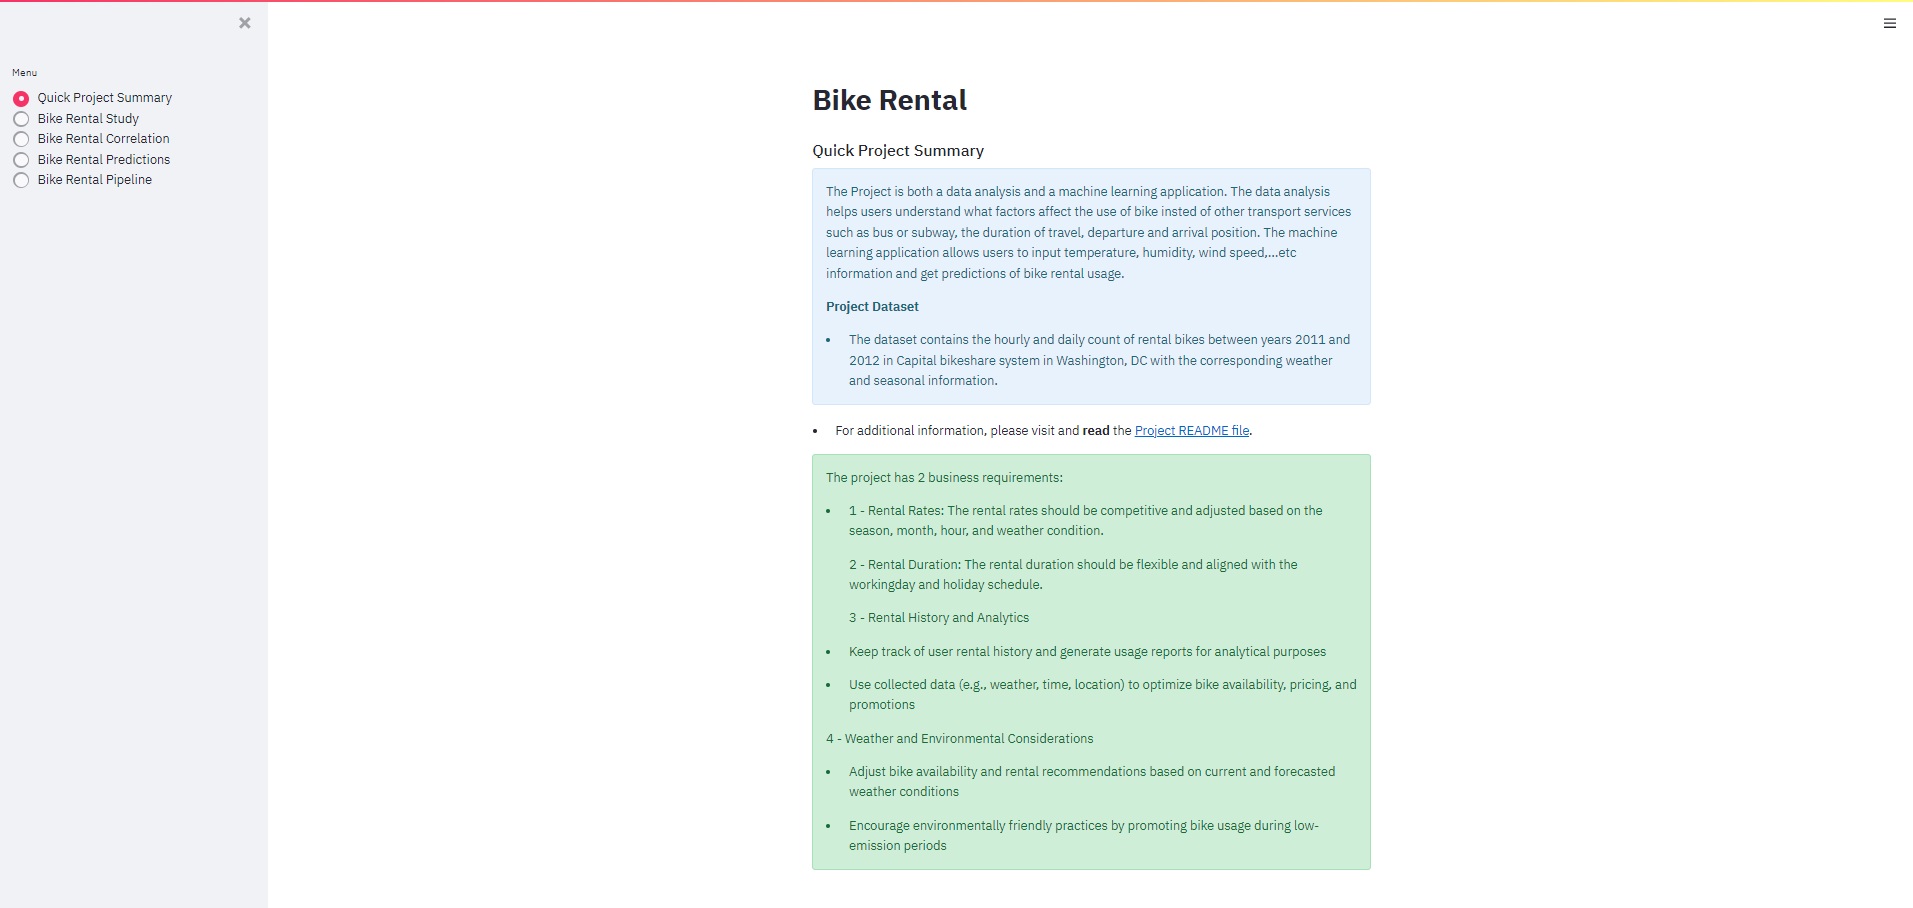 Menu
Quick Project Summary
Bike Rental Study
Bike Rental Correlation
Bike Rental Predictions
Bike Rental Pipeline
Bike Rental
Quick Project Summary
The Project is both a data analysis and a machine learning application. The data analysis
helps users understand what factors affect the use of bike insted of other transport services
such as bus or subway, the duration of travel, departure and arrival position. The machine
learning application allows users to input temperature, humidity, wind speed,...etc
information and get predictions of bike rental usage.
Project Dataset
• The dataset contains the hourly and daily count of rental bikes between years 2011 and
2012 in Capital bikeshare system in Washington, DC with the corresponding weather
and seasonal information.
• For additional information, please visit and read the Project README file.
The project has 2 business requirements:
• 1 - Rental Rates: The rental rates should be competitive and adjusted based on the
season, month, hour, and weather condition.
2 - Rental Duration: The rental duration should be flexible and aligned with the
workingday and holiday schedule.
3 - Rental History and Analytics
• Keep track of user rental history and generate usage reports for analytical purposes
• Use collected data (e.g., weather, time, location) to optimize bike availability, pricing, and
promotions
4 - Weather and Environmental Considerations
• Adjust bike availability and rental recommendations based on current and forecasted
weather conditions
• Encourage environmentally friendly practices by promoting bike usage during low-
emission periods